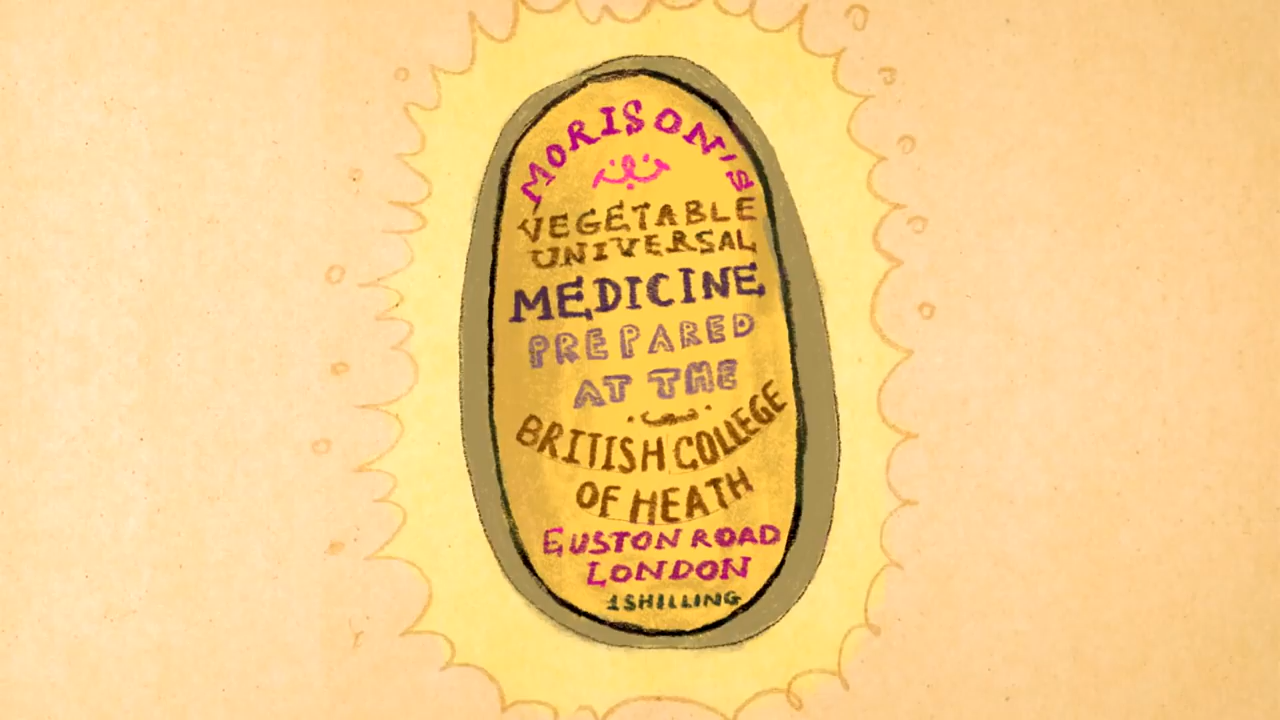 MORISON'S
VEGETABLE
UNIVERSAL
MEDICINE
PREPARED
AT THE
BRITISH COLLEGE
OF HEATH
EUSTON ROAD
LONDON
1 SHILLING